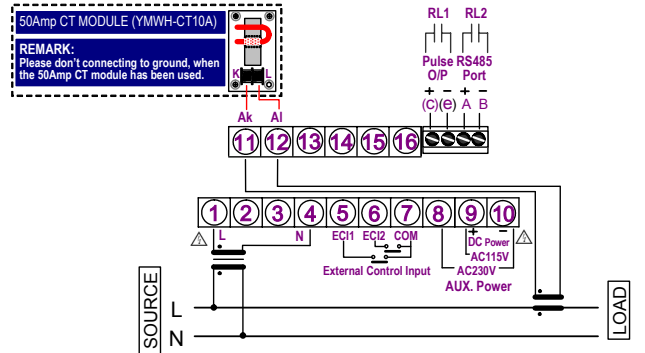 50Amp CT MODULE (YMWH-CT10A)
REMARK:
Please don't connecting to ground, when
the 50Amp CT module has been used.
K L
Ak Al
RL1 RL2
Pulse RS485
O/P Port
+ − + −
(C) (e) A B
11 12 13 14 15 16
1 2 3 4 5 6 7 8 9 10
L N ECI1 ECI2 COM
+ −
DC Power
AC115V
External Control Input
AC230V
AUX. Power
SOURCE
L
N
LOAD